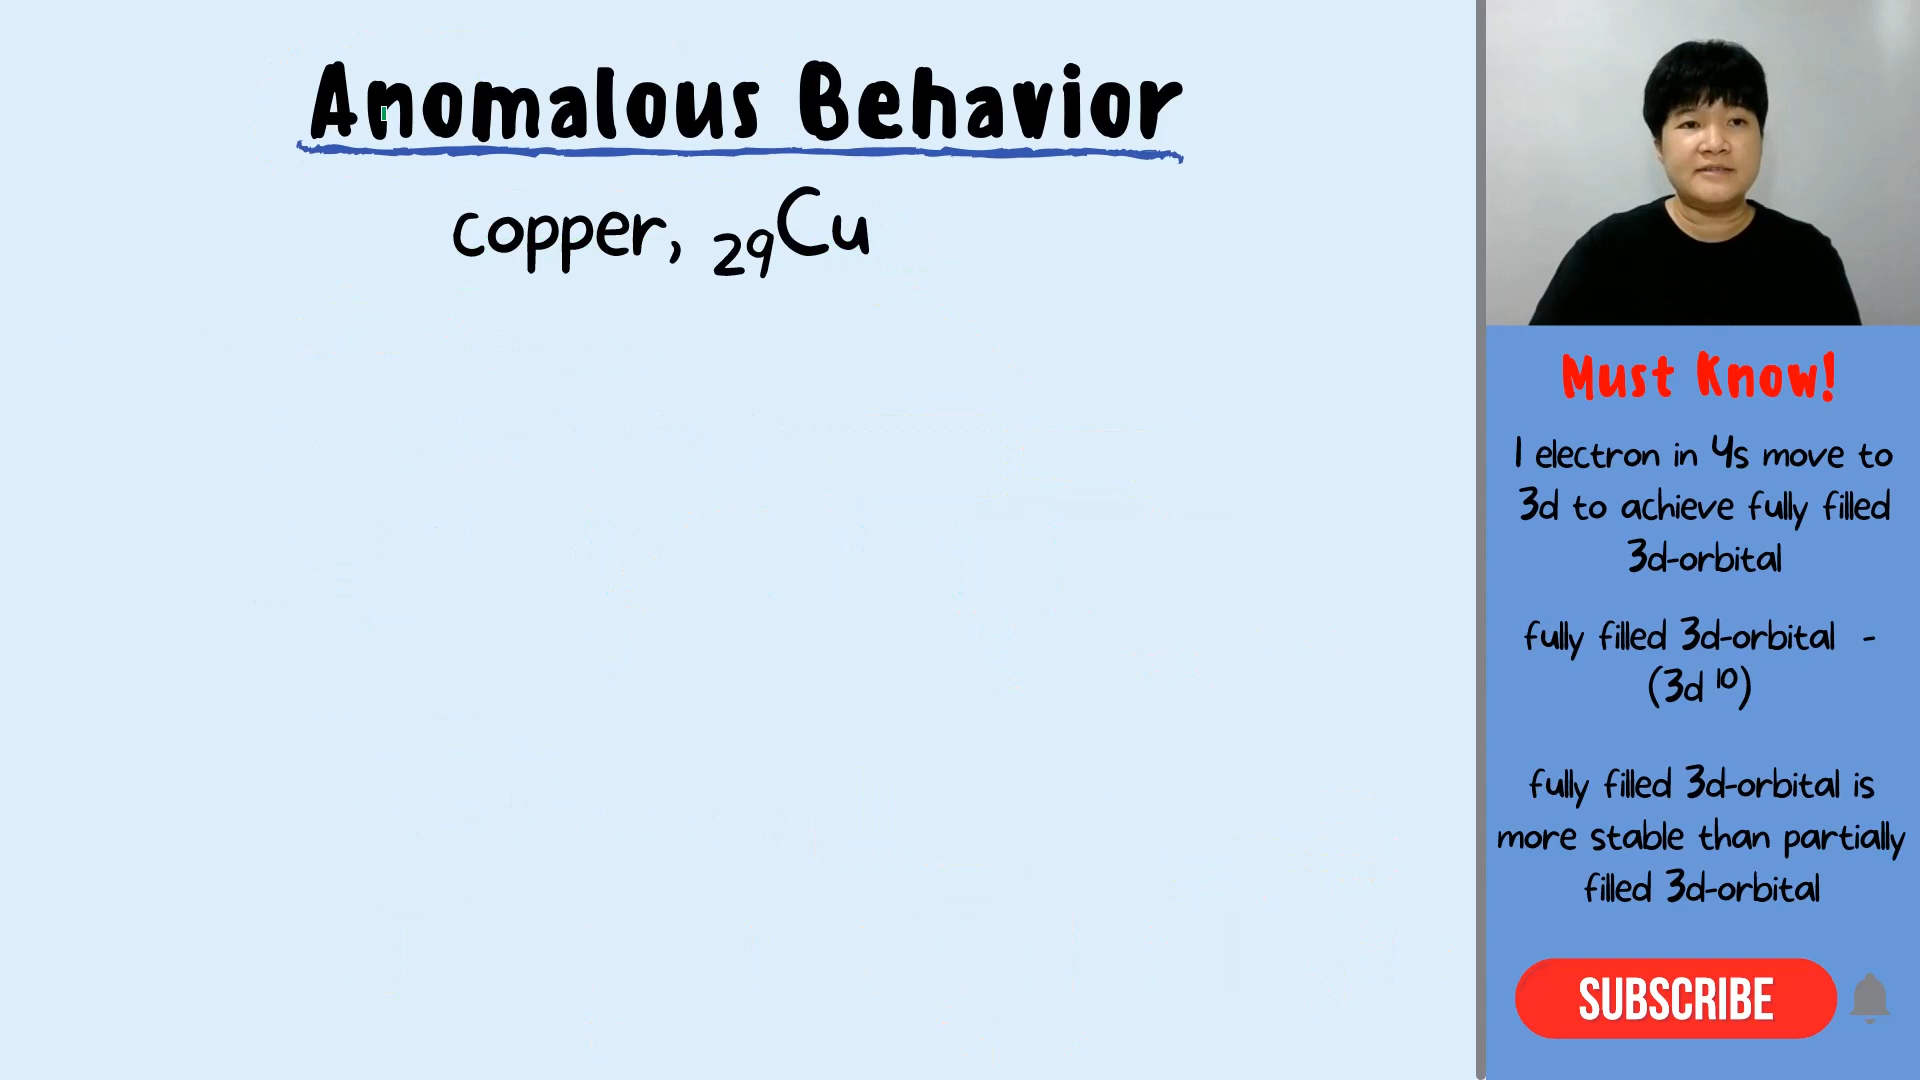 Anomalous Behavior
copper, ₂₉Cu
Must Know!
1 electron in 4s move to
3d to achieve fully filled
3d-orbital
fully filled 3d-orbital -
(3d ¹⁰)
fully filled 3d-orbital is
more stable than partially
filled 3d-orbital
SUBSCRIBE